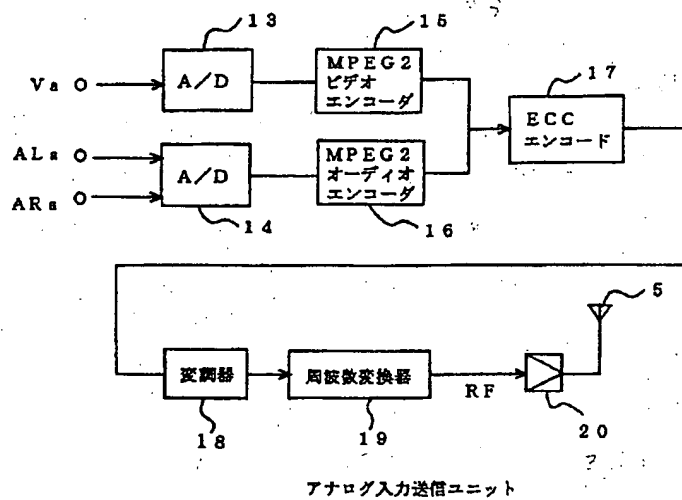 13
15
17
Va
A/D
MPEG2
ビデオ
エンコーダ
ECC
エンコード
ALa
ARa
A/D
MPEG2
オーディオ
エンコーダ
14
16
5
変調器
周波数変換器
RF
18
19
20
アナログ入力送信ユニット